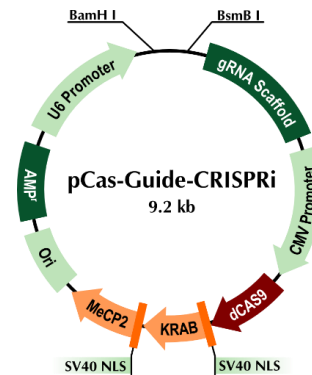 BamH I
BsmB I
U6 Promoter
gRNA Scaffold
AMPr
pCas-Guide-CRISPRi
9.2 kb
CMV Promoter
Ori
MeCP2
KRAB
dCAS9
SV40 NLS
SV40 NLS